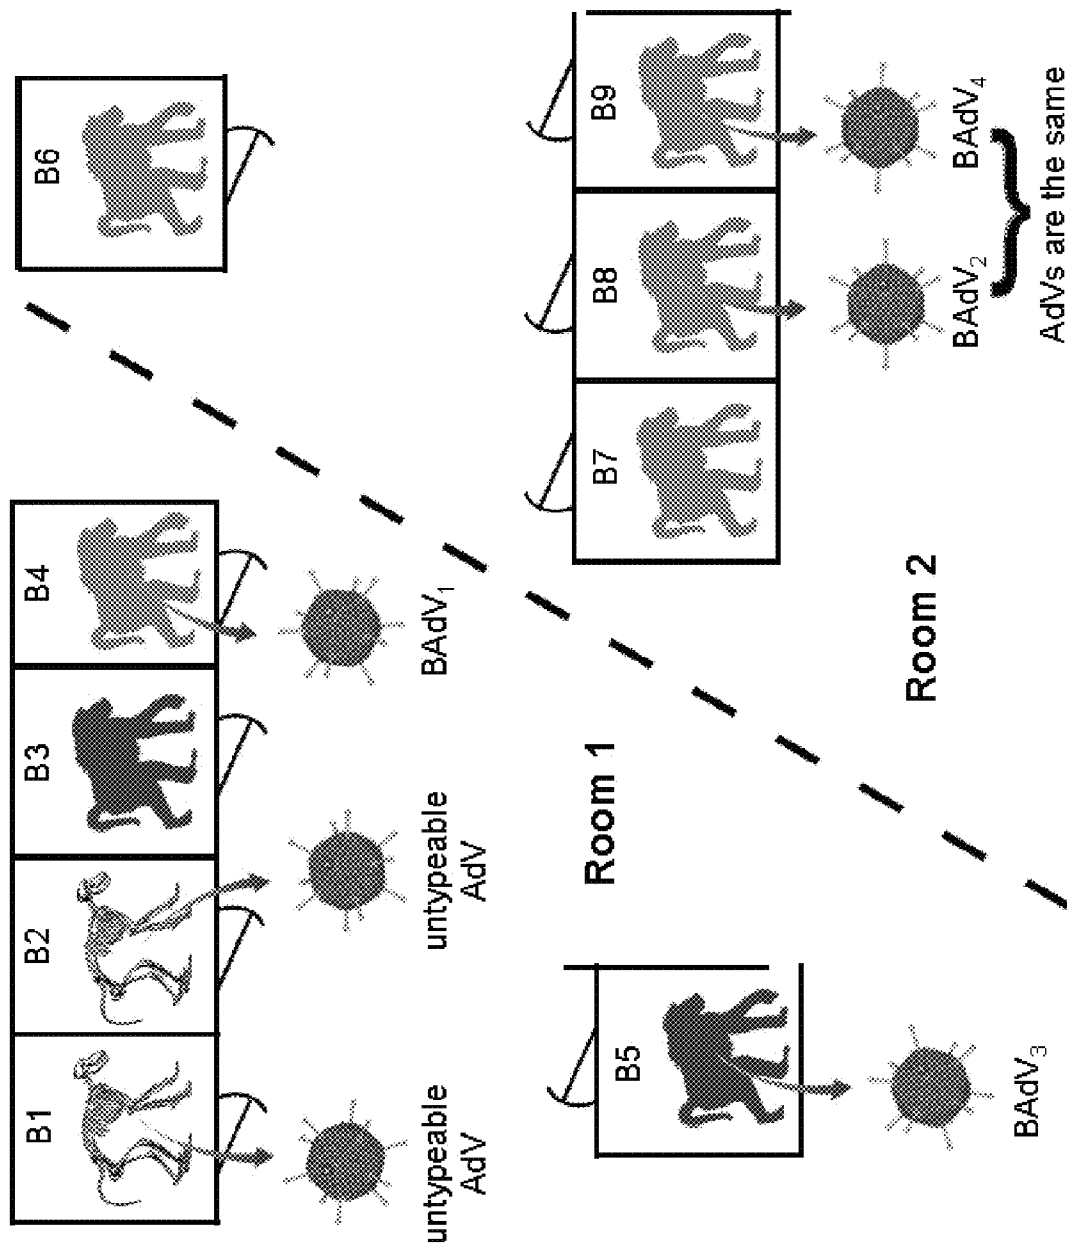 B1
B2
B3
B4
untypeable
AdV
untypeable
AdV
BAdV1
B5
BAdV3
Room 1
Room 2
B6
B7
B8
B9
BAdV2
BAdV4
AdVs are the same